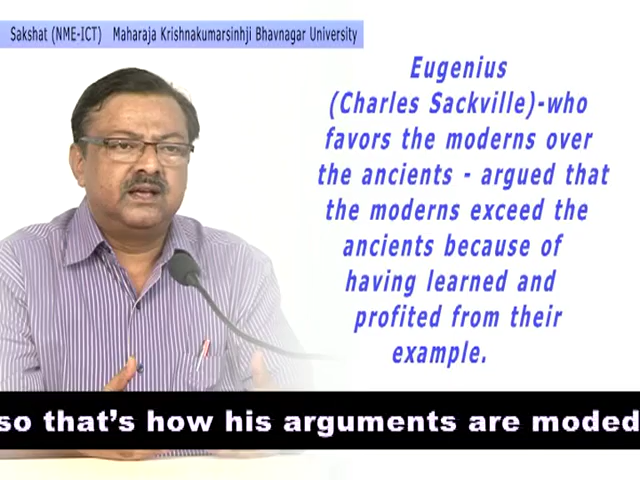 Sakshat (NME-ICT) Maharaja Krishnakumarsinhji Bhavnagar University
Eugenius
(Charles Sackville)-who
favors the moderns over
the ancients - argued that
the moderns exceed the
ancients because of
having learned and
profited from their
example.
so that's how his arguments are moded